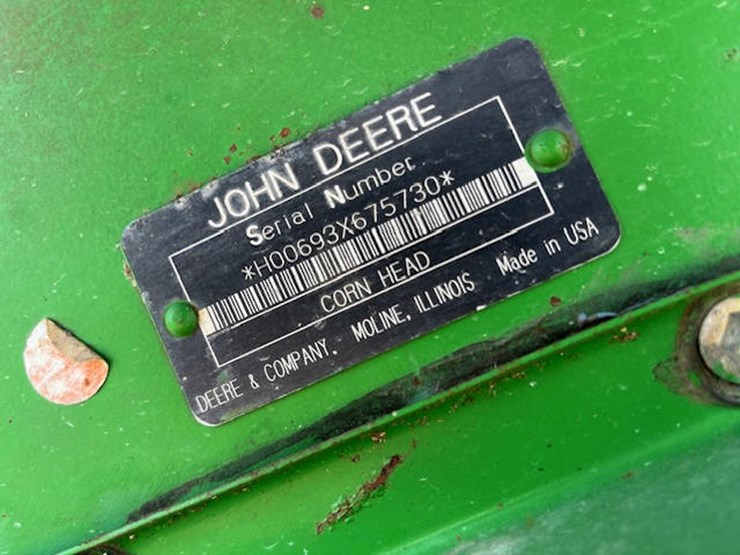 JOHN DEERE
Serial Number
*H00693X675730*
CORN HEAD
DEERE & COMPANY, MOLINE, ILLINOIS Made in USA